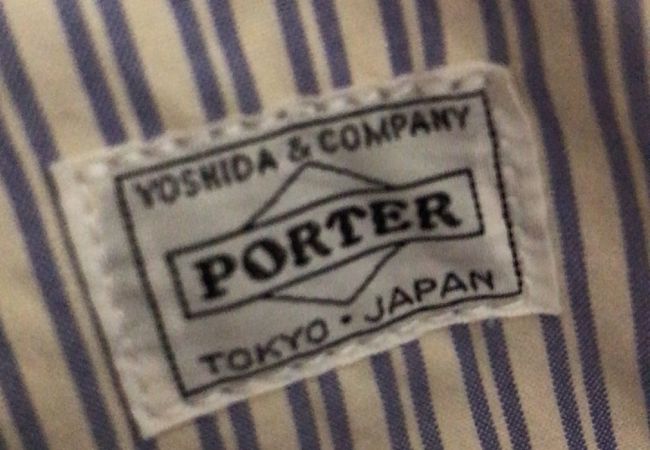 YOSHIDA & COMPANY
PORTER
TOKYO · JAPAN